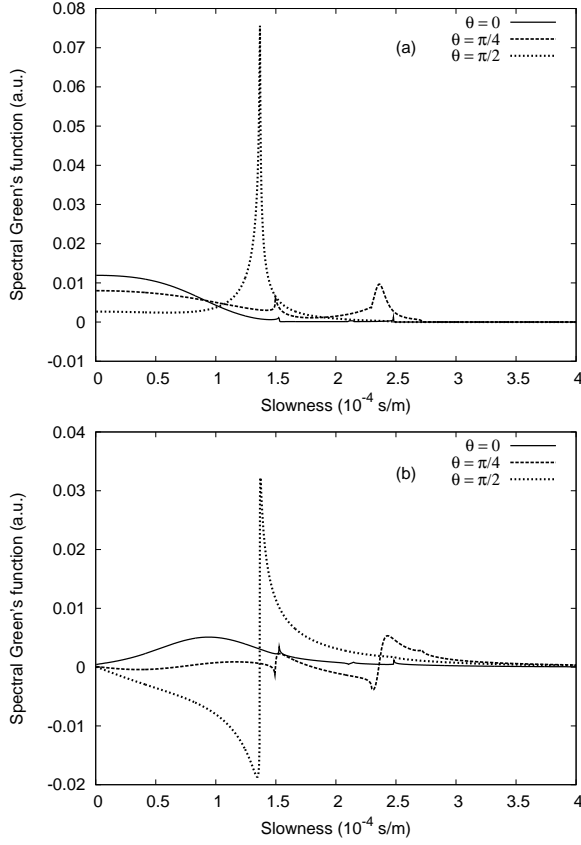 0.08
0.07
0.06
0.05
0.04
0.03
0.02
0.01
0
-0.01
Spectral Green's function (a.u.)
(a)
θ = 0
θ = π/4
θ = π/2
0 0.5 1 1.5 2 2.5 3 3.5 4
Slowness (10⁻⁴ s/m)
0.04
0.03
0.02
0.01
0
-0.01
-0.02
Spectral Green's function (a.u.)
(b)
θ = 0
θ = π/4
θ = π/2
0 0.5 1 1.5 2 2.5 3 3.5 4
Slowness (10⁻⁴ s/m)